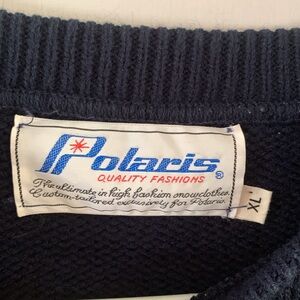 Polaris®
QUALITY FASHIONS
The ultimate in high fashion snowclothes.
Custom-tailored exclusively for Polaris.
XL